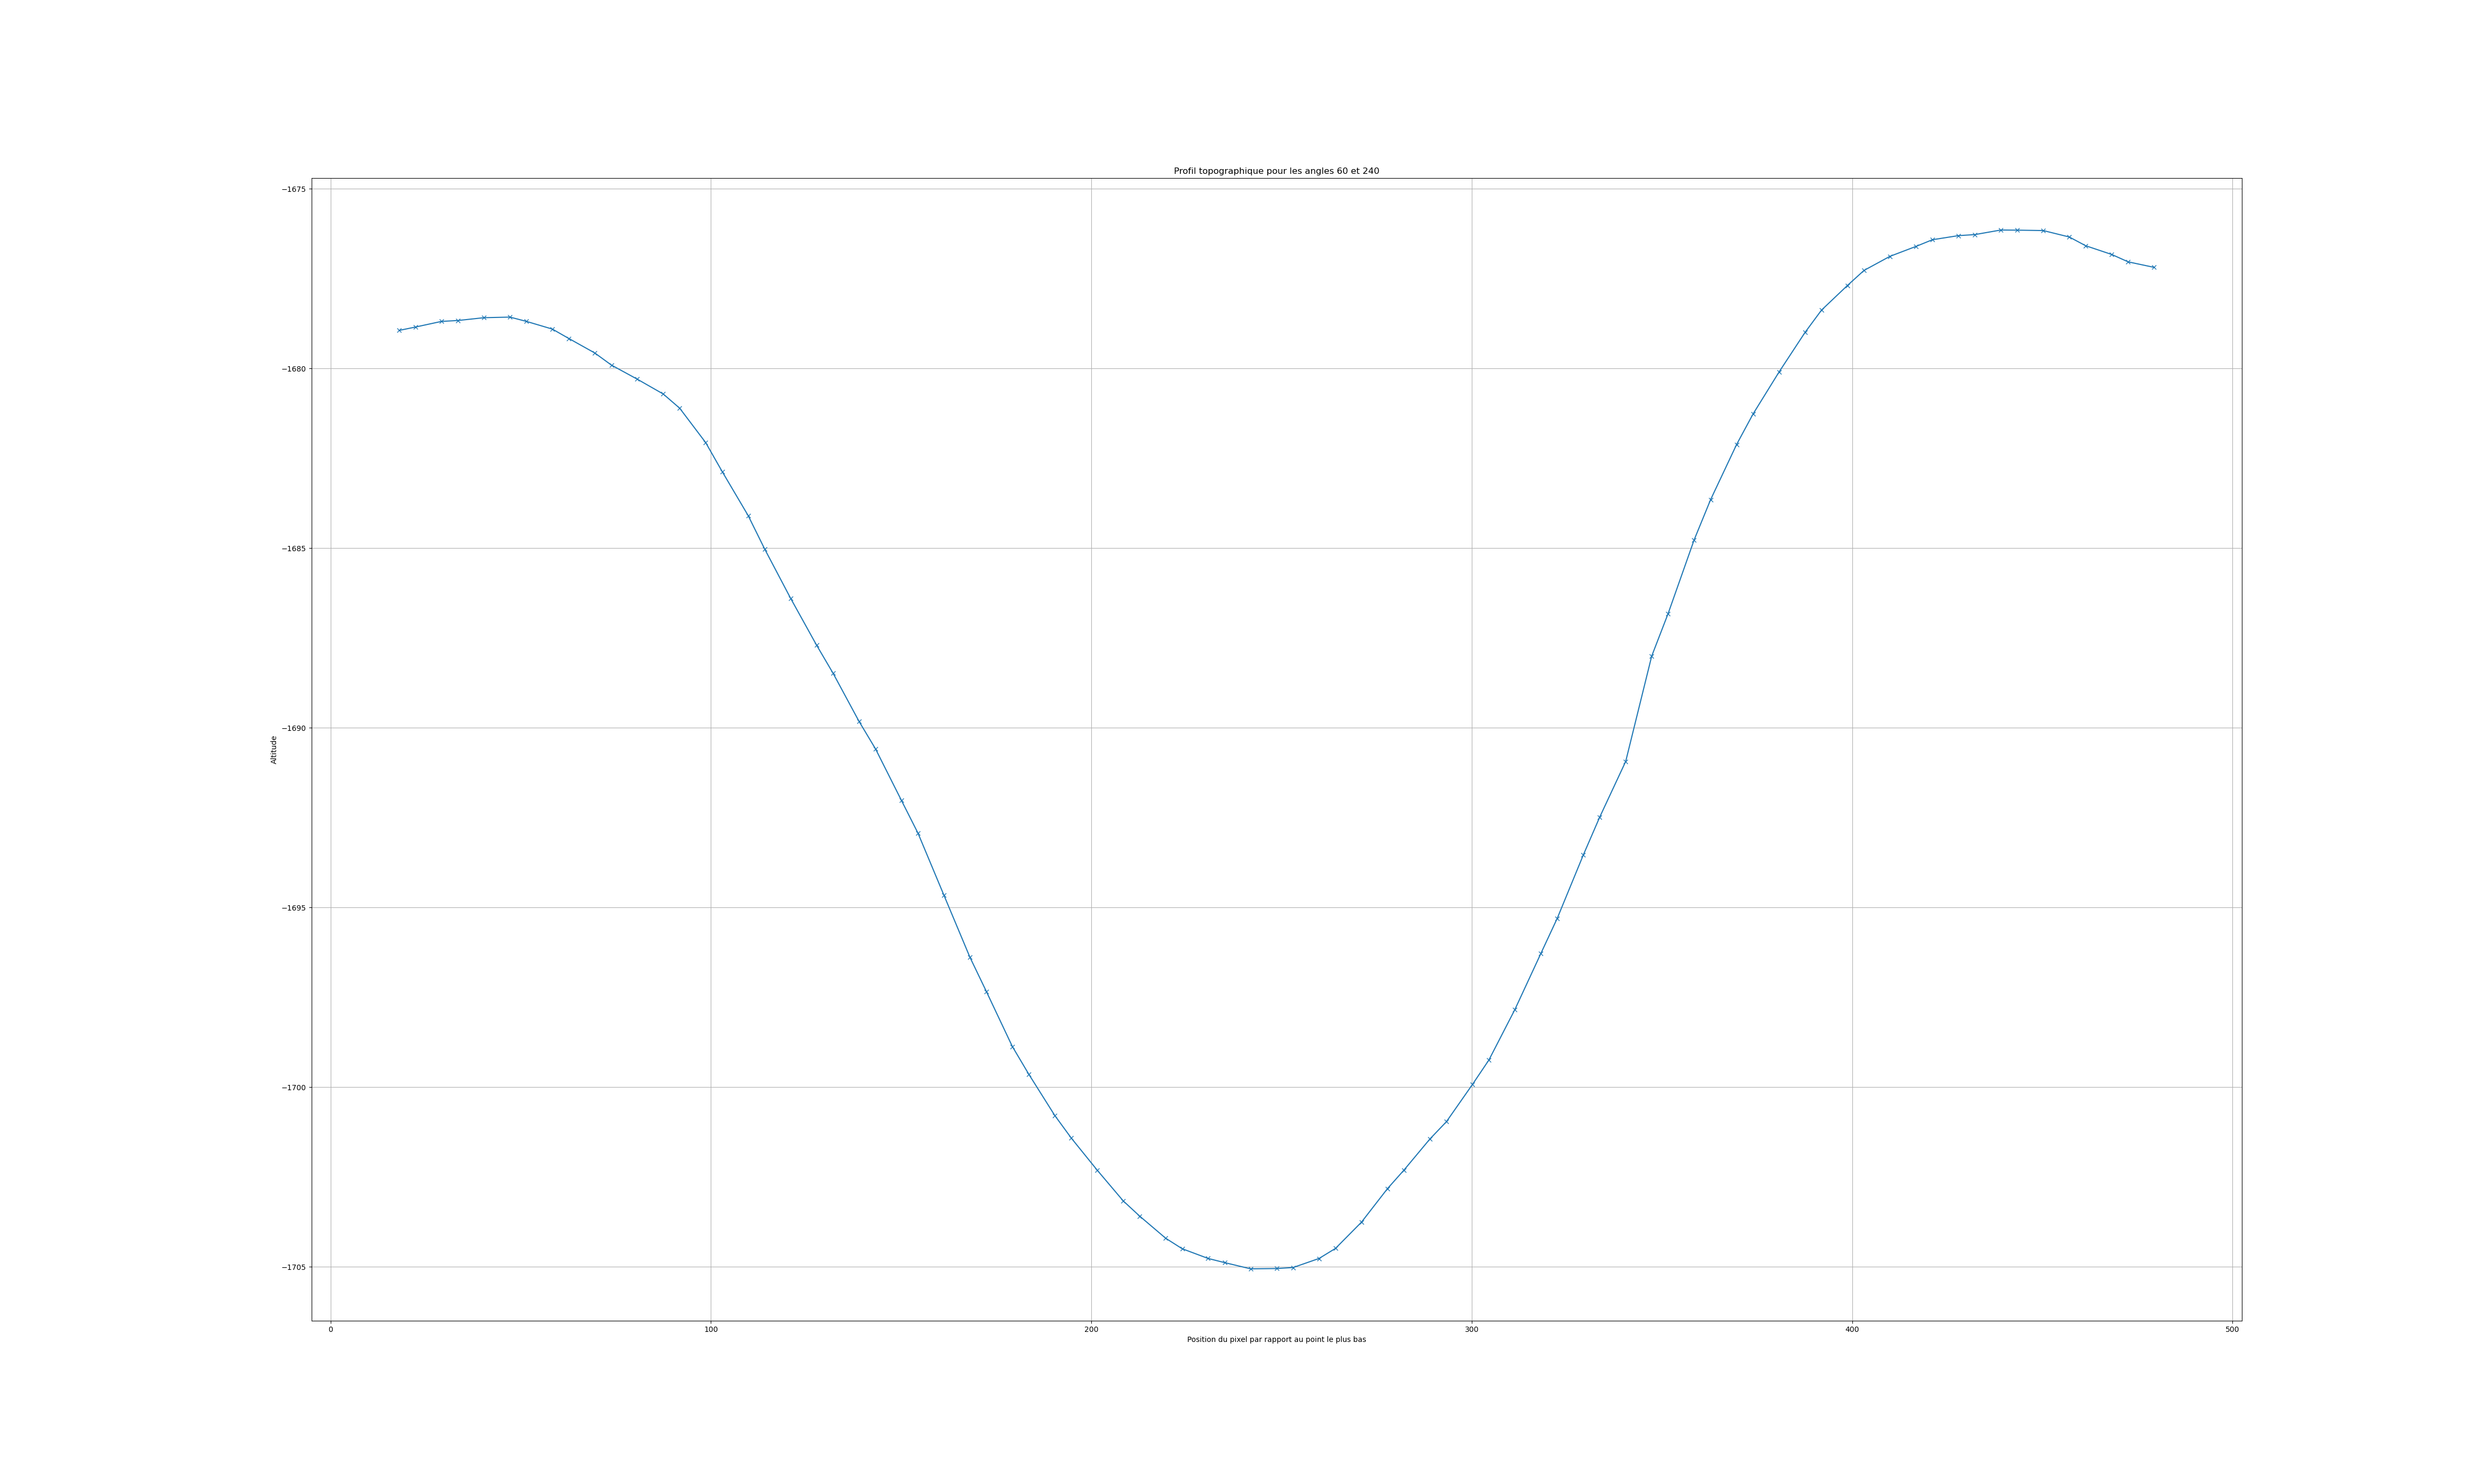 Profil topographique pour les angles 60 et 240
−1675
−1680
−1685
−1690
Altitude
−1695
−1700
−1705
0 100 200 300 400 500
Position du pixel par rapport au point le plus bas